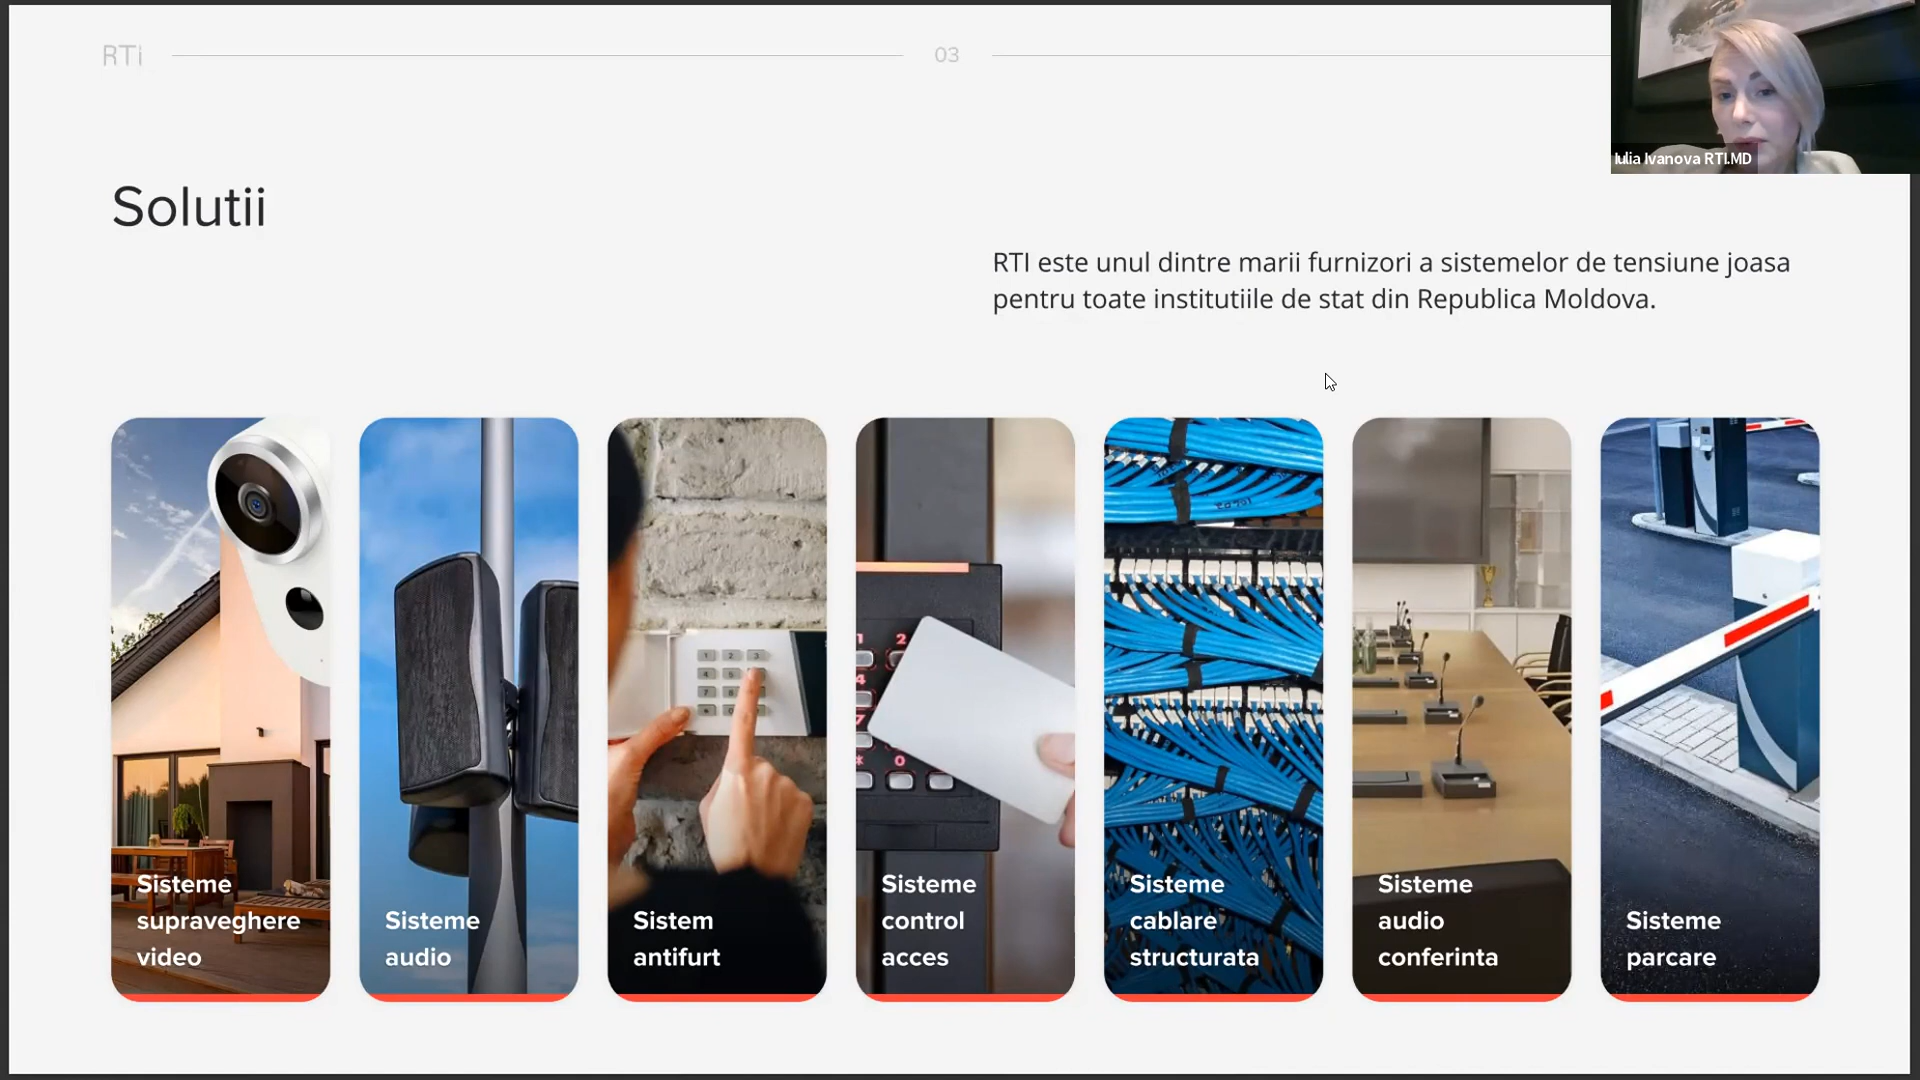 RTi
03
Iulia Ivanova RTI.MD
Solutii
RTI este unul dintre marii furnizori a sistemelor de tensiune joasa
pentru toate institutiile de stat din Republica Moldova.
Sisteme
supraveghere
video
Sisteme
audio
Sistem
antifurt
Sisteme
control
acces
Sisteme
cablare
structurata
Sisteme
audio
conferinta
Sisteme
parcare